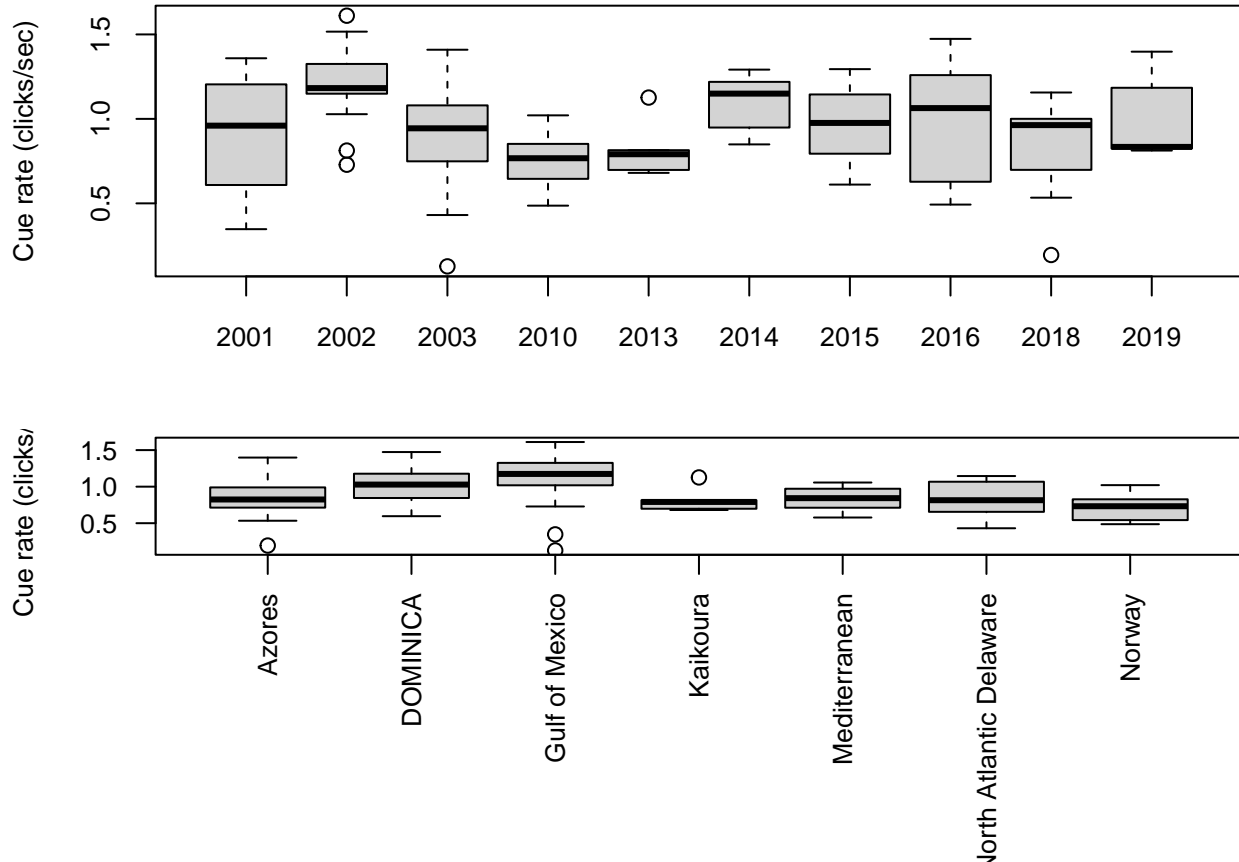 Cue rate (clicks/sec)
1.5
1.0
0.5
2001 2002 2003 2010 2013 2014 2015 2016 2018 2019
Cue rate (clicks/
1.5
1.0
0.5
Azores
DOMINICA
Gulf of Mexico
Kaikoura
Mediterranean
North Atlantic Delaware
Norway